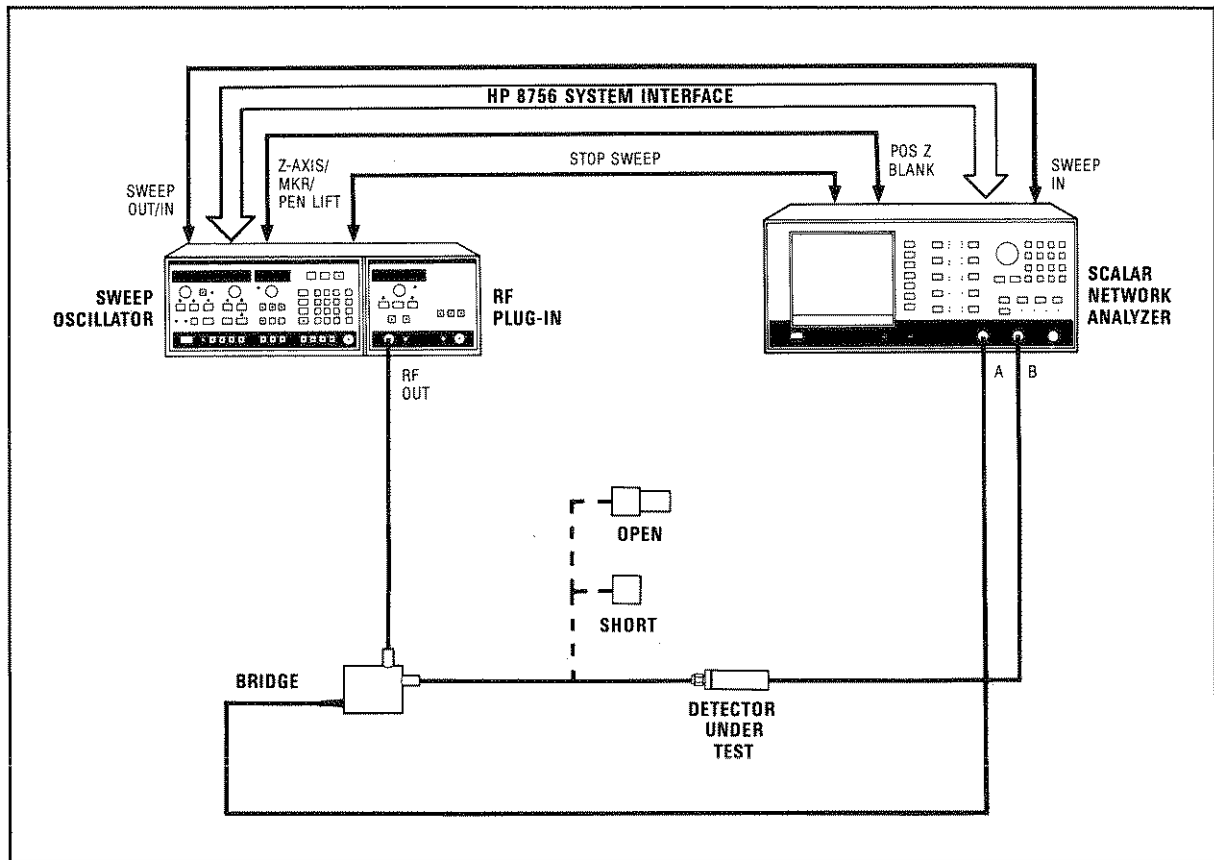 HP 8756 SYSTEM INTERFACE
SWEEP
OUT/IN
Z-AXIS/
MKR/
PEN LIFT
STOP SWEEP
POS Z
BLANK
SWEEP
IN
SWEEP
OSCILLATOR
RF
PLUG-IN
SCALAR
NETWORK
ANALYZER
RF
OUT
A
B
OPEN
SHORT
BRIDGE
DETECTOR
UNDER
TEST